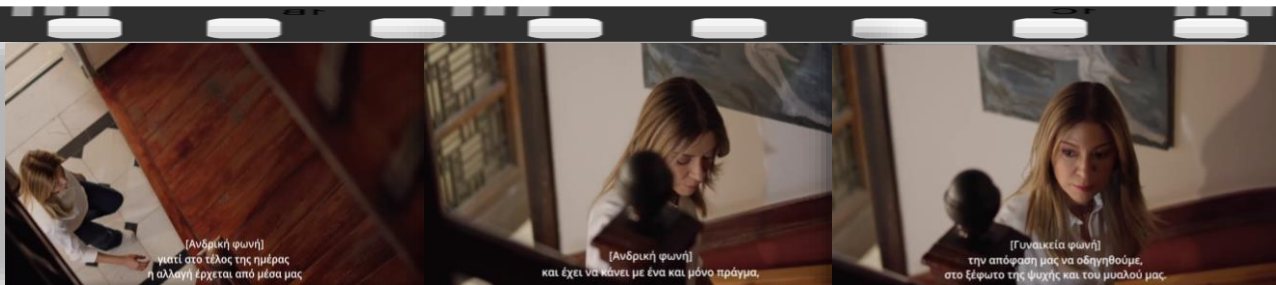 [Ανδρική φωνή]
γιατί στο τέλος της ημέρας
η αλλαγή έρχεται από μέσα μας
[Ανδρική φωνή]
και έχει να κάνει με ένα και μόνο πράγμα,
[Γυναικεία φωνή]
την απόφαση μας να οδηγηθούμε,
στο ξέφωτο της ψυχής και του μυαλού μας.